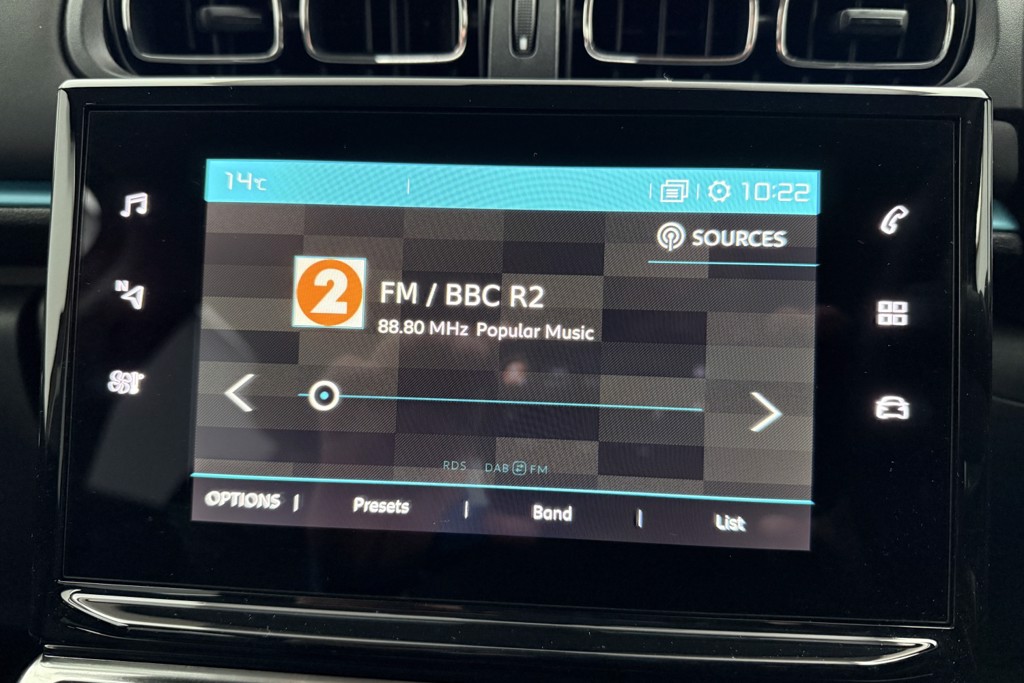 14°C
10:22
SOURCES
2
FM / BBC R2
88.80 MHz Popular Music
N
RDS DAB FM
OPTIONS Presets Band List